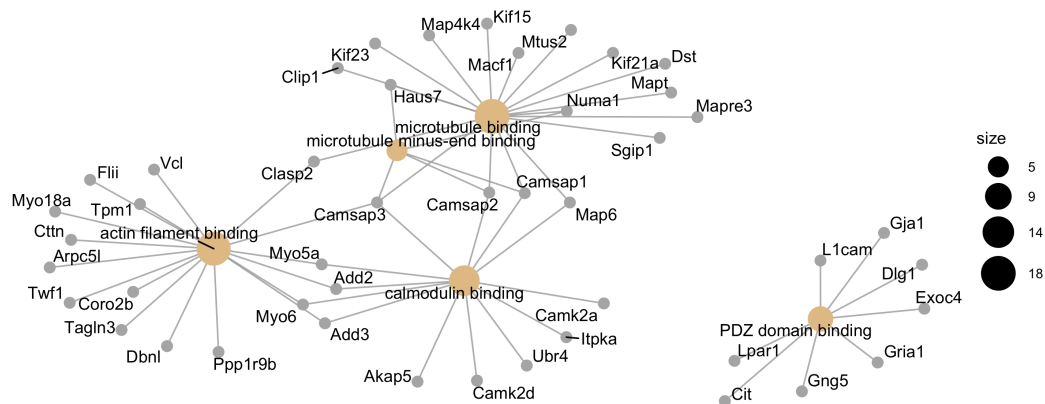 Kif15
Map4k4
Mtus2
Kif23
Macf1
Kif21a
Dst
Clip1
Mapt
Haus7
Numa1
Mapre3
microtubule binding
microtubule minus-end binding
Sgip1
size
5
9
14
18
Vcl
Flii
Clasp2
Camsap1
Myo18a
Tpm1
Camsap3
Camsap2
Map6
Cttn
actin filament binding
Gja1
Arpc5l
Myo5a
L1cam
Add2
Dlg1
Twf1
Coro2b
calmodulin binding
Exoc4
Myo6
Camk2a
Tagln3
Add3
PDZ domain binding
Itpka
Dbnl
Ppp1r9b
Ubr4
Lpar1
Gria1
Akap5
Camk2d
Gng5
Cit